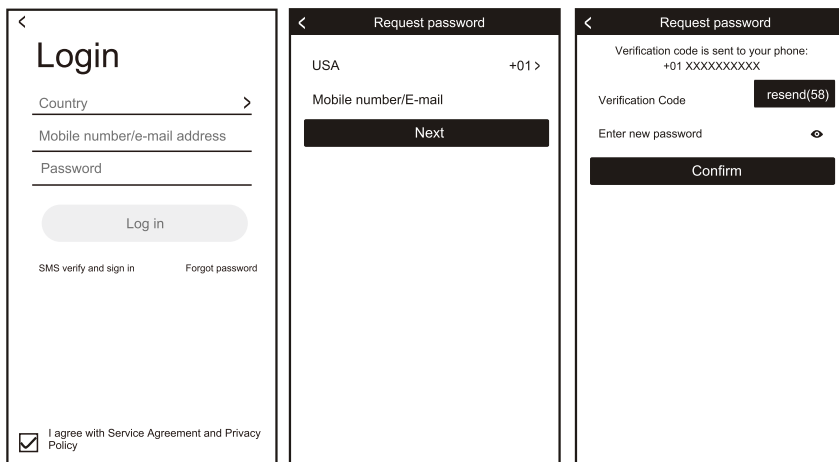 Login
Country
Mobile number/e-mail address
Password
Log in
SMS verify and sign in
Forgot password
I agree with Service Agreement and Privacy
Policy
Request password
USA +01
Mobile number/E-mail
Next
Request password
Verification code is sent to your phone:
+01 XXXXXXXXXX
Verification Code resend(58)
Enter new password
Confirm